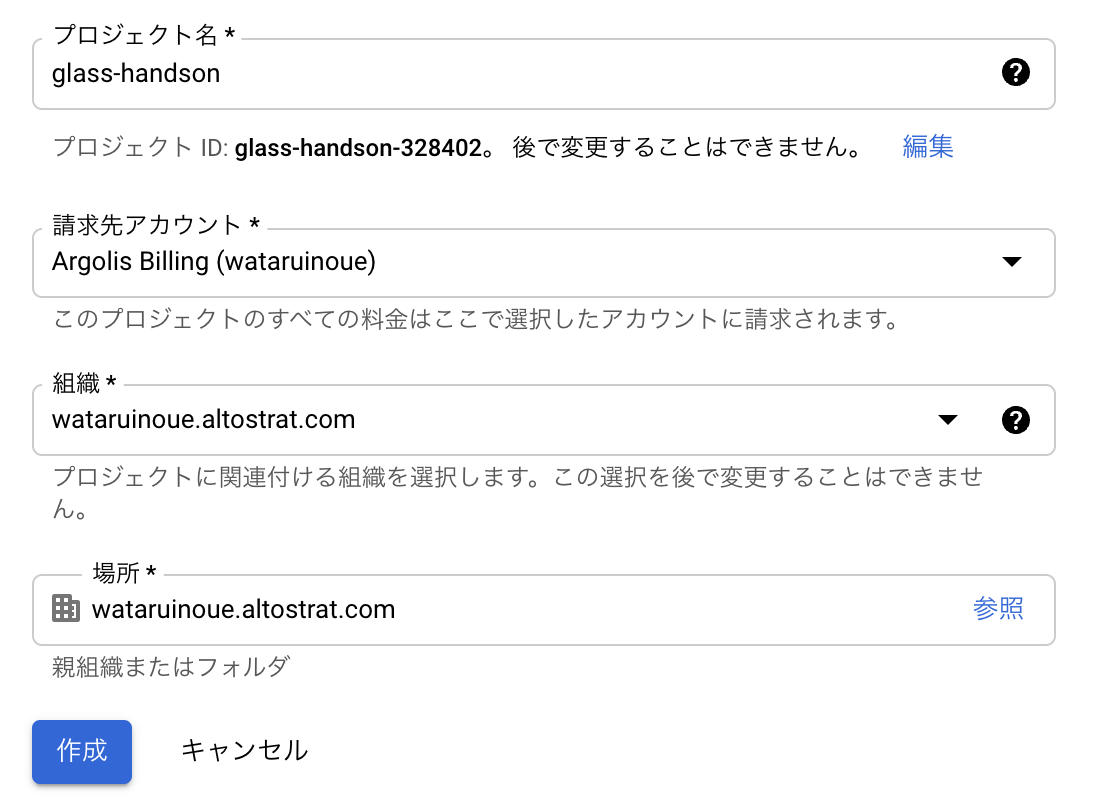 プロジェクト名 *
glass-handson
プロジェクト ID: glass-handson-328402。 後で変更することはできません。 編集
請求先アカウント *
Argolis Billing (wataruinoue)
このプロジェクトのすべての料金はここで選択したアカウントに請求されます。
組織 *
wataruinoue.altostrat.com
プロジェクトに関連付ける組織を選択します。この選択を後で変更することはできませ
ん。
場所 *
wataruinoue.altostrat.com 参照
親組織またはフォルダ
作成 キャンセル